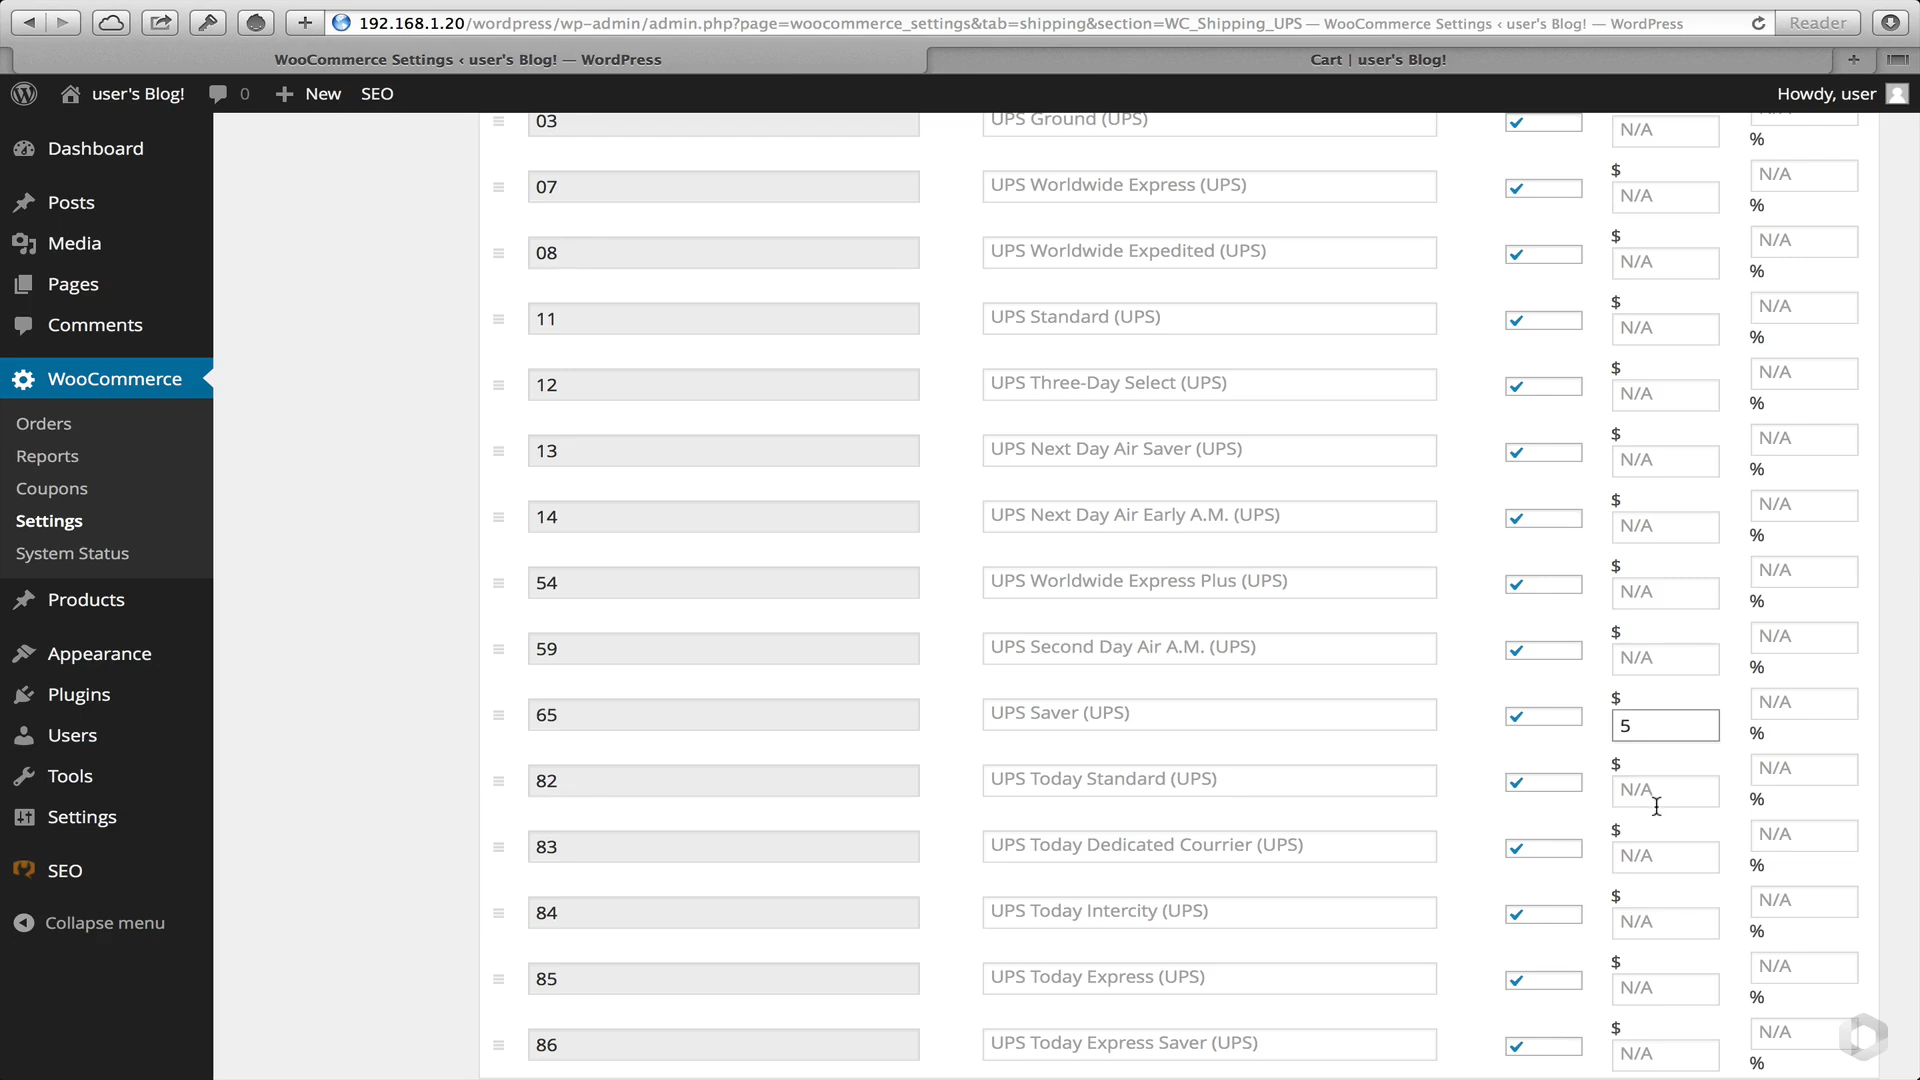 192.168.1.20/wordpress/wp-admin/admin.php?page=woocommerce_settings&tab=shipping&section=WC_Shipping_UPS — WooCommerce Settings ‹ user's Blog! — WordPress
Reader
WooCommerce Settings ‹ user's Blog! — WordPress
Cart | user's Blog!
user's Blog! 0 New SEO
Howdy, user
Dashboard
Posts
Media
Pages
Comments
WooCommerce
Orders
Reports
Coupons
Settings
System Status
Products
Appearance
Plugins
Users
Tools
Settings
SEO
Collapse menu
03 UPS Ground (UPS) N/A %
07 UPS Worldwide Express (UPS) $ N/A N/A %
08 UPS Worldwide Expedited (UPS) $ N/A N/A %
11 UPS Standard (UPS) $ N/A N/A %
12 UPS Three-Day Select (UPS) $ N/A N/A %
13 UPS Next Day Air Saver (UPS) $ N/A N/A %
14 UPS Next Day Air Early A.M. (UPS) $ N/A N/A %
54 UPS Worldwide Express Plus (UPS) $ N/A N/A %
59 UPS Second Day Air A.M. (UPS) $ N/A N/A %
65 UPS Saver (UPS) $ 5 N/A %
82 UPS Today Standard (UPS) $ N/A N/A %
83 UPS Today Dedicated Courrier (UPS) $ N/A N/A %
84 UPS Today Intercity (UPS) $ N/A N/A %
85 UPS Today Express (UPS) $ N/A N/A %
86 UPS Today Express Saver (UPS) $ N/A N/A %